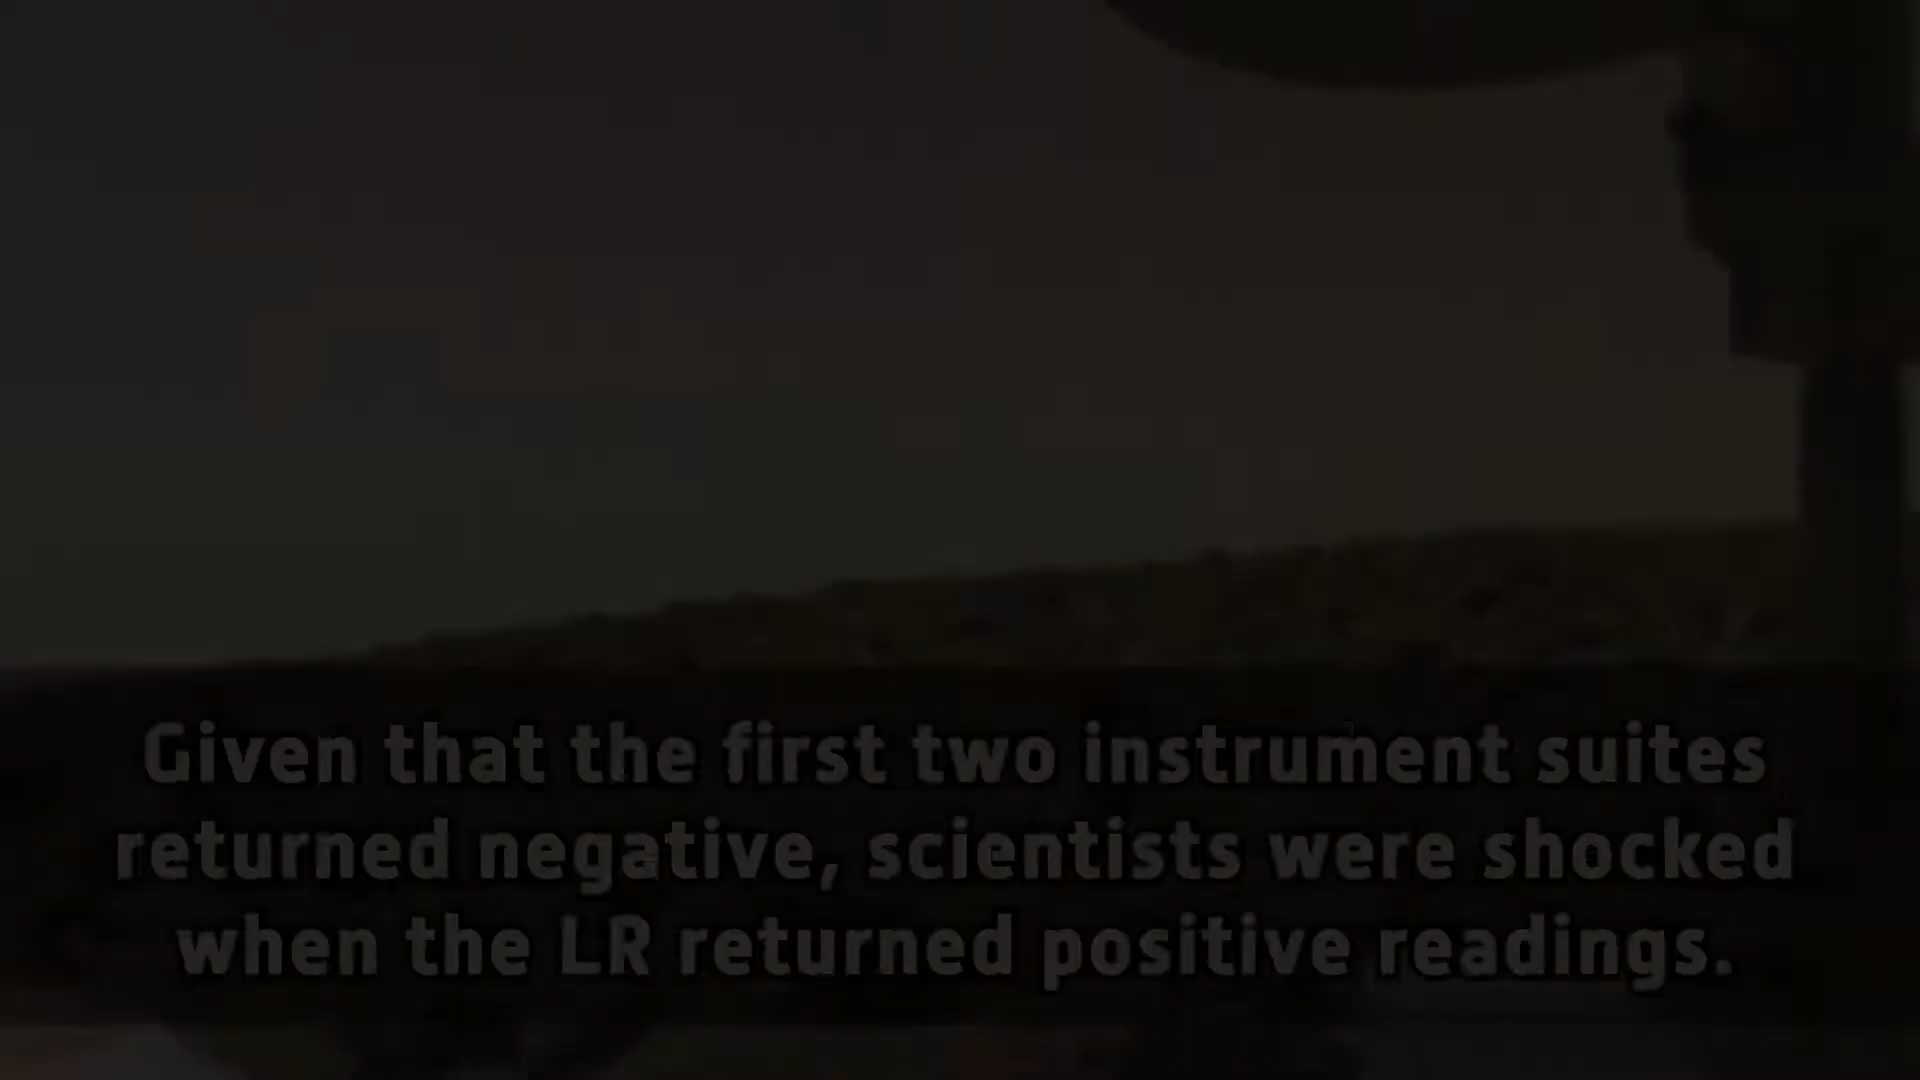 Given that the first two instrument suites
returned negative, scientists were shocked
when the LR returned positive readings.